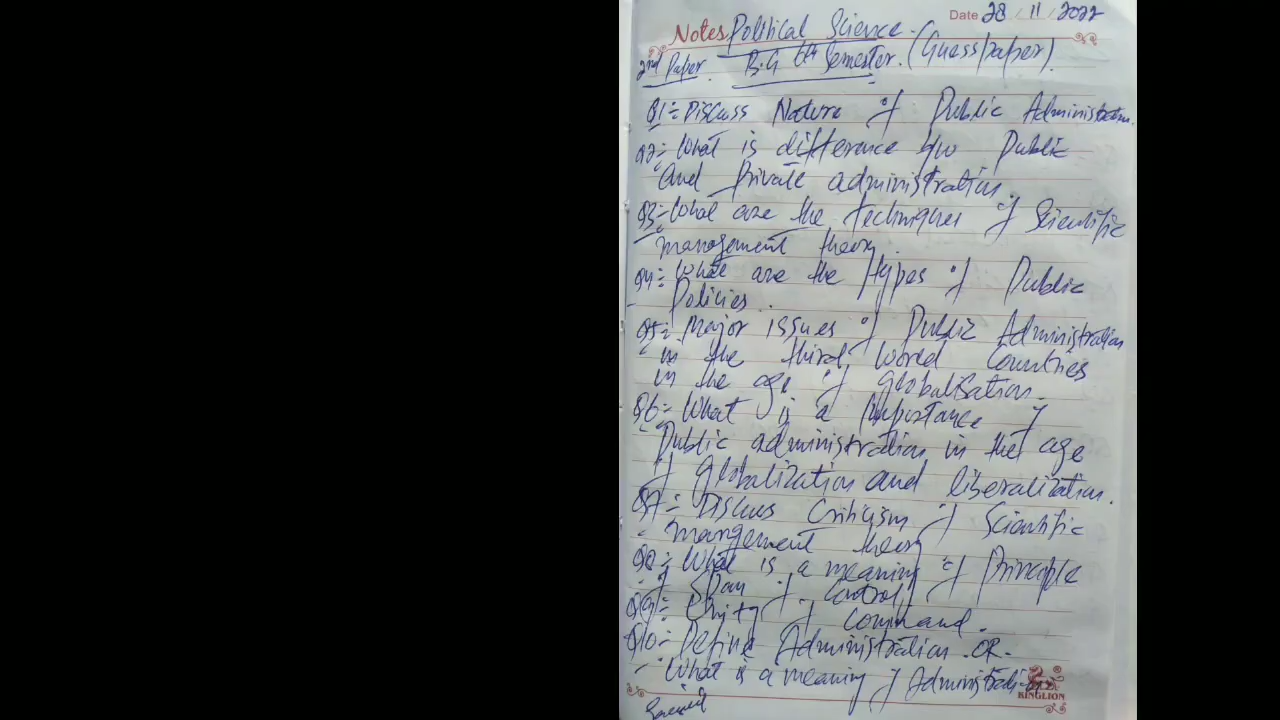 Date 28/11/2022
Notes Political Science.
2nd Paper. B.G 6th Semester. (Guess paper).
Q1:= Discuss Nature of Public Administration.
Q2:= What is difference b/w Public
and Private administration.
Q3:= What are the techniques of Scientific
management theory.
Q4:= What are the types of Public
Policies.
Q5:= Major issues of Public Administration
in the third world Countries
in the age of globalisation.
Q6:= What is a importance of
Public administration in the age
of globalization and liberalization.
Q7:= Discuss Criticism of Scientific
mangement theory
Q8:= What is a meaning of Principle
of Span of Control
Q9:= Unity of Command.
Q10:= Define Administration .OR.
What is a meaning of Administration
KINGLION